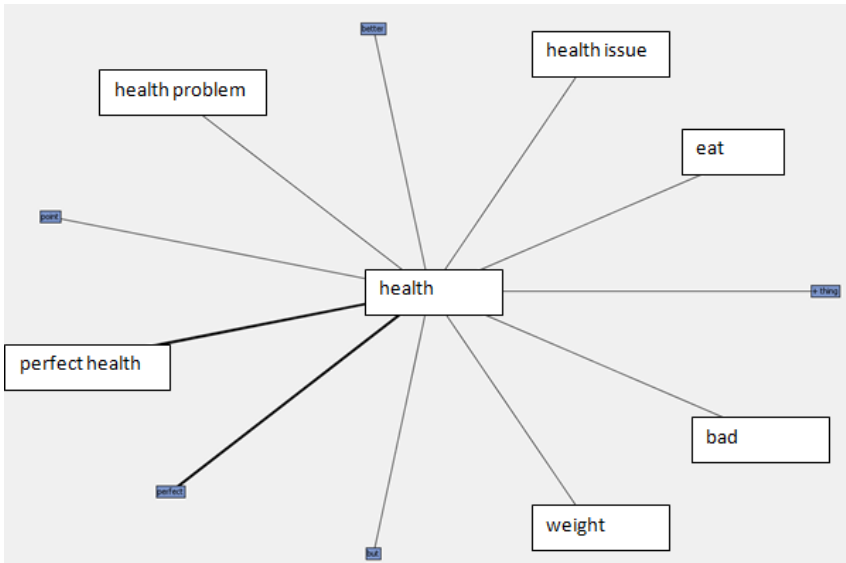 better
health issue
health problem
eat
point
health
+ thing
perfect health
bad
perfect
weight
but